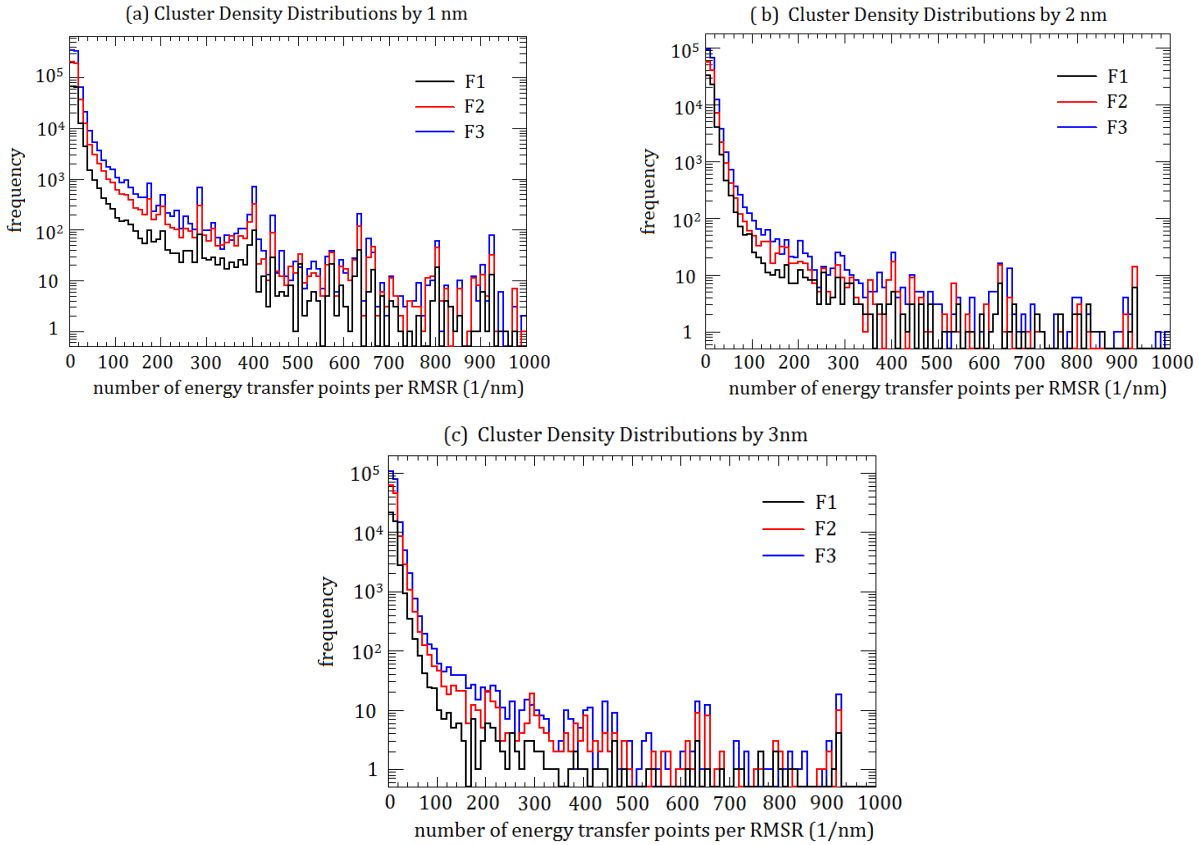 (a) Cluster Density Distributions by 1 nm
10^5
10^4
10^3
10^2
10
1
frequency
F1
F2
F3
0 100 200 300 400 500 600 700 800 900 1000
number of energy transfer points per RMSR (1/nm)
( b) Cluster Density Distributions by 2 nm
10^5
10^4
10^3
10^2
10
1
frequency
F1
F2
F3
0 100 200 300 400 500 600 700 800 900 1000
number of energy transfer points per RMSR (1/nm)
(c) Cluster Density Distributions by 3nm
10^5
10^4
10^3
10^2
10
1
frequency
F1
F2
F3
0 100 200 300 400 500 600 700 800 900 1000
number of energy transfer points per RMSR (1/nm)